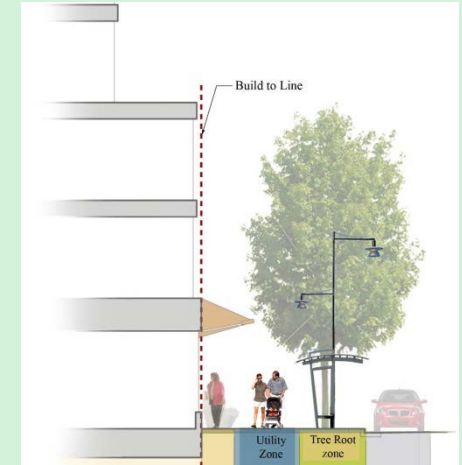 Build to Line
Utility
Zone
Tree Root
zone